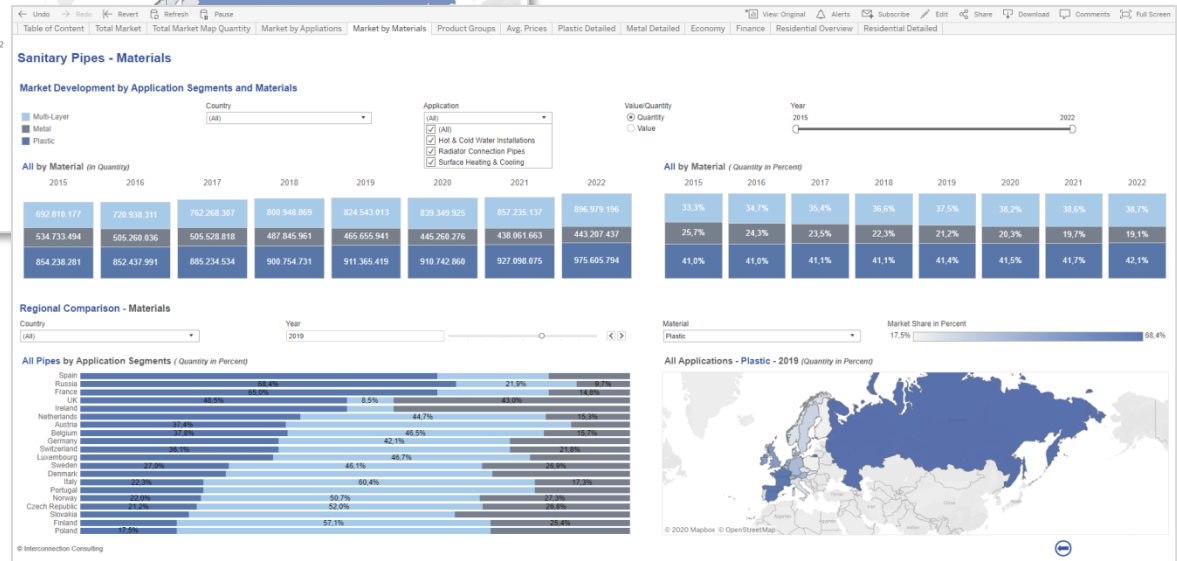 ← Undo → Redo |← Revert Refresh Pause View: Original Alerts Subscribe Edit Share Download Comments Full Screen
Table of Content Total Market Total Market Map Quantity Market by Appliations Market by Materials Product Groups Avg. Prices Plastic Detailed Metal Detailed Economy Finance Residential Overview Residential Detailed
2
Sanitary Pipes - Materials
Market Development by Application Segments and Materials
Country Application Value/Quantity Year
Multi-Layer (All) (All) Quantity 2015 2022
Metal (All) Value
Plastic Hot & Cold Water Installations
Radiator Connection Pipes
Surface Heating & Cooling
All by Material (in Quantity) All by Material ( Quantity in Percent)
2015 2016 2017 2018 2019 2020 2021 2022 2015 2016 2017 2018 2019 2020 2021 2022
692.810.177 720.938.311 762.268.307 800.948.869 824.543.013 839.349.925 857.235.137 896.979.196 33,3% 34,7% 35,4% 36,6% 37,5% 38,2% 38,6% 38,7%
534.733.494 505.260.036 505.528.818 487.845.961 465.655.941 445.260.276 438.061.663 443.207.437 25,7% 24,3% 23,5% 22,3% 21,2% 20,3% 19,7% 19,1%
854.238.281 852.437.991 885.234.534 900.754.731 911.365.419 910.742.860 927.098.075 975.605.794 41,0% 41,0% 41,1% 41,1% 41,4% 41,5% 41,7% 42,1%
Regional Comparison - Materials
Country Year Material Market Share in Percent
(All) 2019 < > Plastic 17,5% 68,4%
All Pipes by Application Segments ( Quantity in Percent) All Applications - Plastic - 2019 (Quantity in Percent)
Spain
Russia 68,4% 21,9% 9,7%
France 65,0% 14,8%
UK 48,5% 8,5% 43,0%
Ireland
Netherlands 44,7% 15,3%
Austria 37,4%
Belgium 37,8% 46,5% 15,7%
Germany 42,1%
Switzerland 36,1% 21,8%
Luxembourg 46,7%
Sweden 27,0% 46,1% 26,9%
Denmark
Italy 22,3% 60,4% 17,3%
Portugal
Norway 22,0% 50,7% 27,3%
Czech Republic 21,2% 52,0% 26,8%
Slovakia
Finland 57,1% 25,4%
Poland 17,5%
© 2020 Mapbox © OpenStreetMap
© Interconnection Consulting